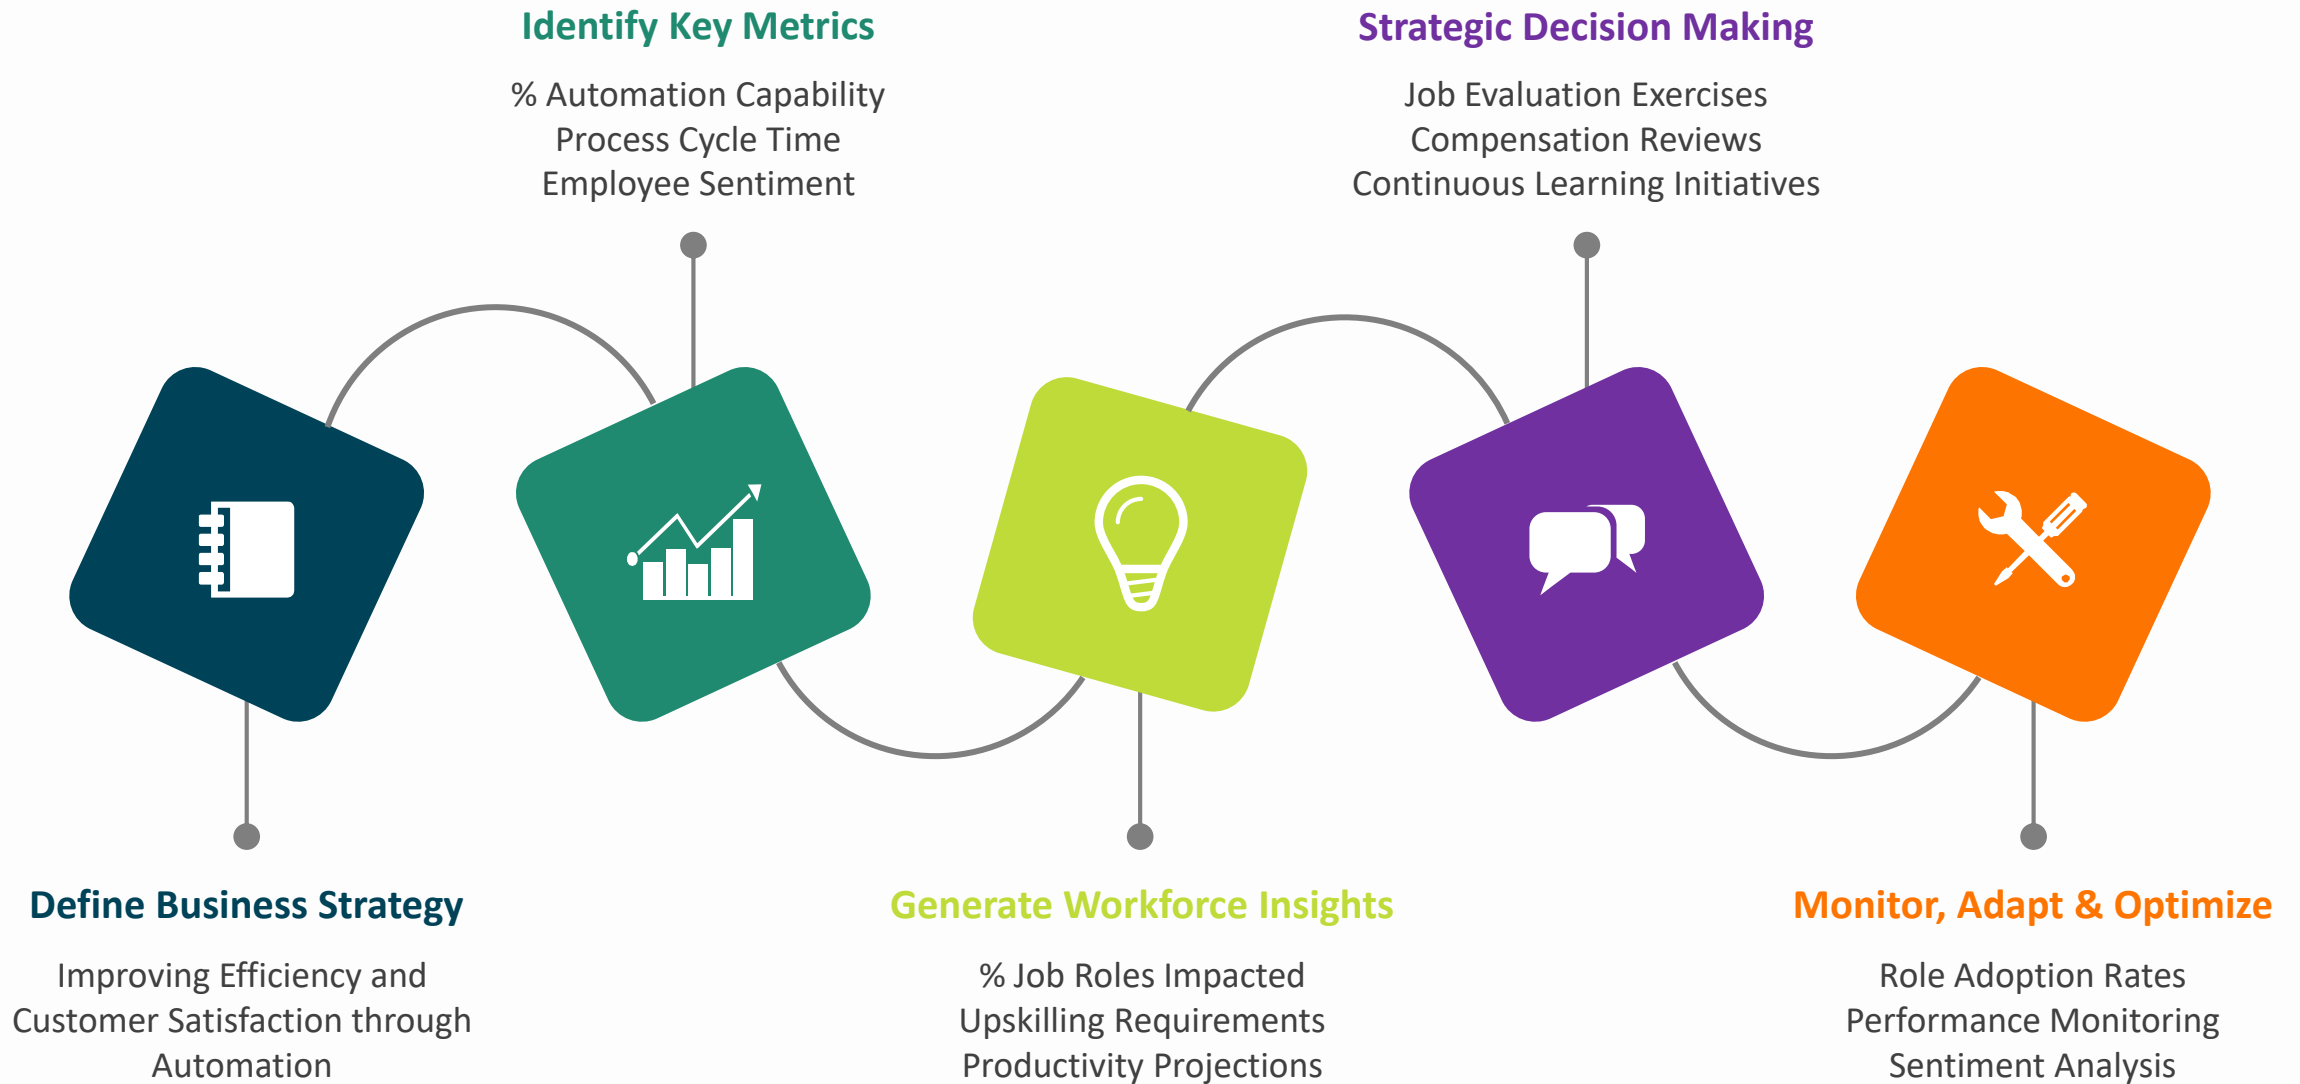 Identify Key Metrics
% Automation Capability
Process Cycle Time
Employee Sentiment
Strategic Decision Making
Job Evaluation Exercises
Compensation Reviews
Continuous Learning Initiatives
Define Business Strategy
Improving Efficiency and
Customer Satisfaction through
Automation
Generate Workforce Insights
% Job Roles Impacted
Upskilling Requirements
Productivity Projections
Monitor, Adapt & Optimize
Role Adoption Rates
Performance Monitoring
Sentiment Analysis